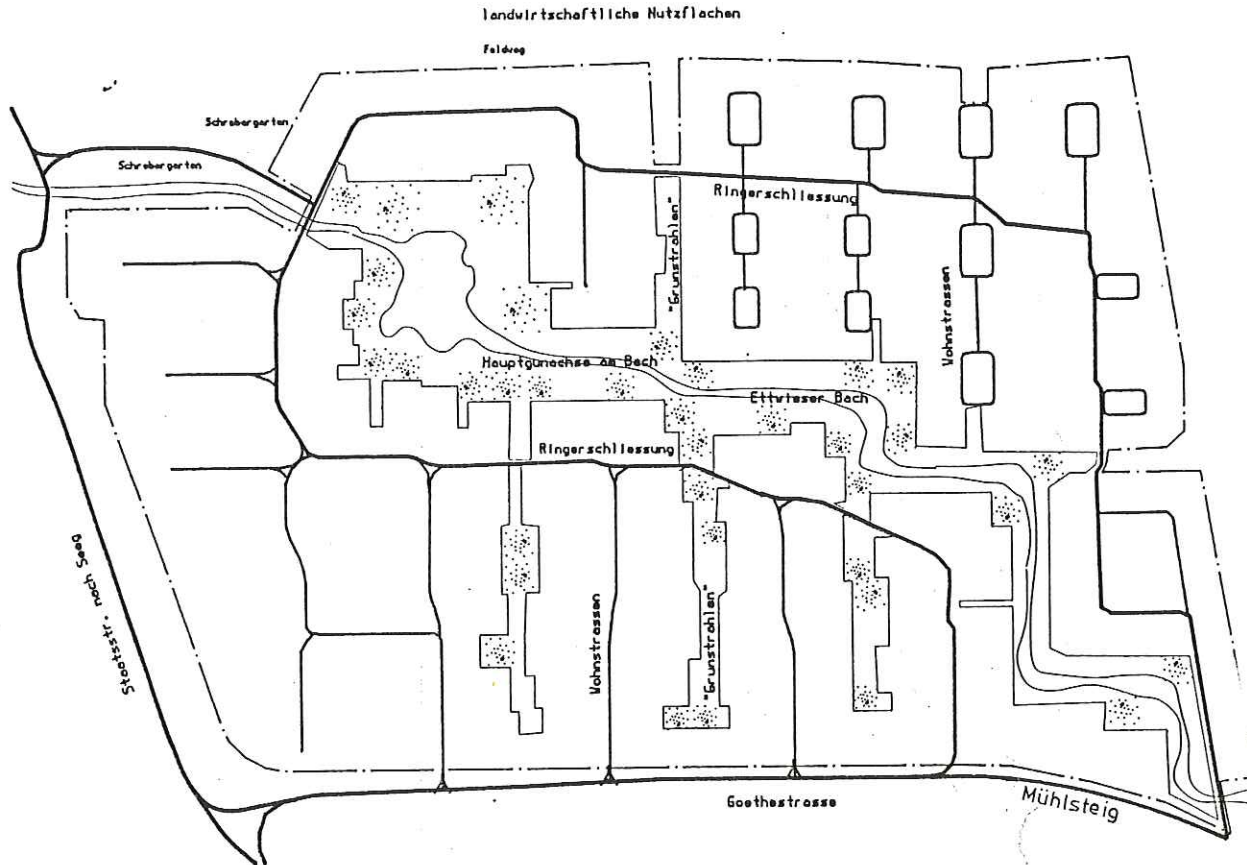 landwirtschaftliche Nutzflachen
Feldweg
Schrebergarten
Schrebergarten
Ringerschliessung
"Grunstrahlen"
Wohnstrassen
Hauptgunachse am Bach
Ettwieser Bach
Ringerschliessung
Staatsstr. nach Seeg
Wohnstrassen
"Grunstrahlen"
Goethestrasse
Mühlsteig